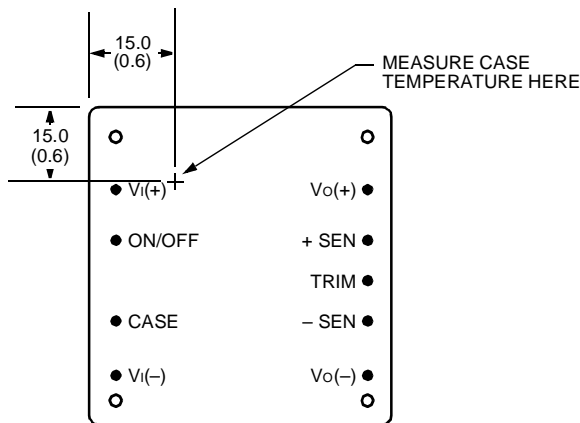 15.0
(0.6)
MEASURE CASE
TEMPERATURE HERE
15.0
(0.6)
VI(+)
VO(+)
ON/OFF
+ SEN
TRIM
CASE
– SEN
VI(–)
VO(–)